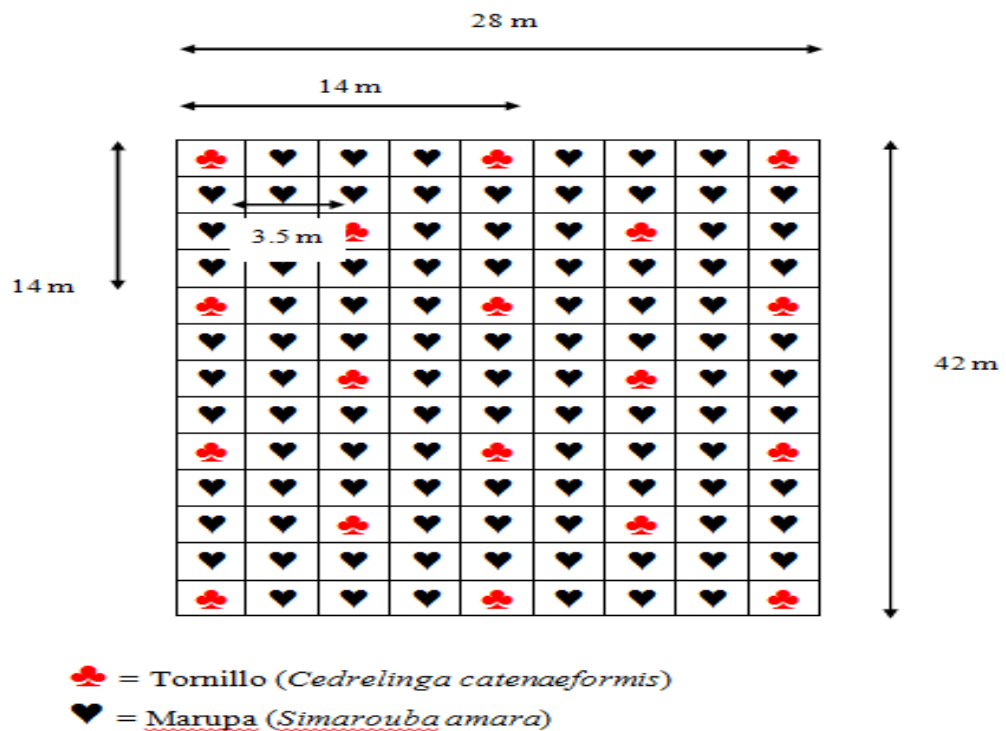 28 m
14 m
3.5 m
14 m
42 m
= Tornillo (Cedrelinga catenaeformis)
= Marupa (Simarouba amara)